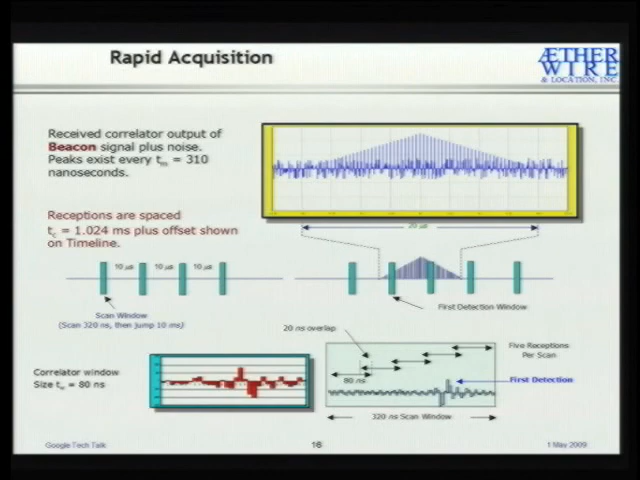 Rapid Acquisition
ÆTHER
WIRE
& LOCATION, INC.
Received correlator output of
Beacon signal plus noise.
Peaks exist every tm = 310
nanoseconds.
Receptions are spaced
tc = 1.024 ms plus offset shown
on Timeline.
20 µs
10 µs 10 µs 10 µs
Scan Window
(Scan 320 ns, then jump 10 ms)
First Detection Window
20 ns overlap
Five Receptions
Per Scan
Correlator window
Size tw = 80 ns
80 ns
First Detection
320 ns Scan Window
Google Tech Talk
16
1 May 2009